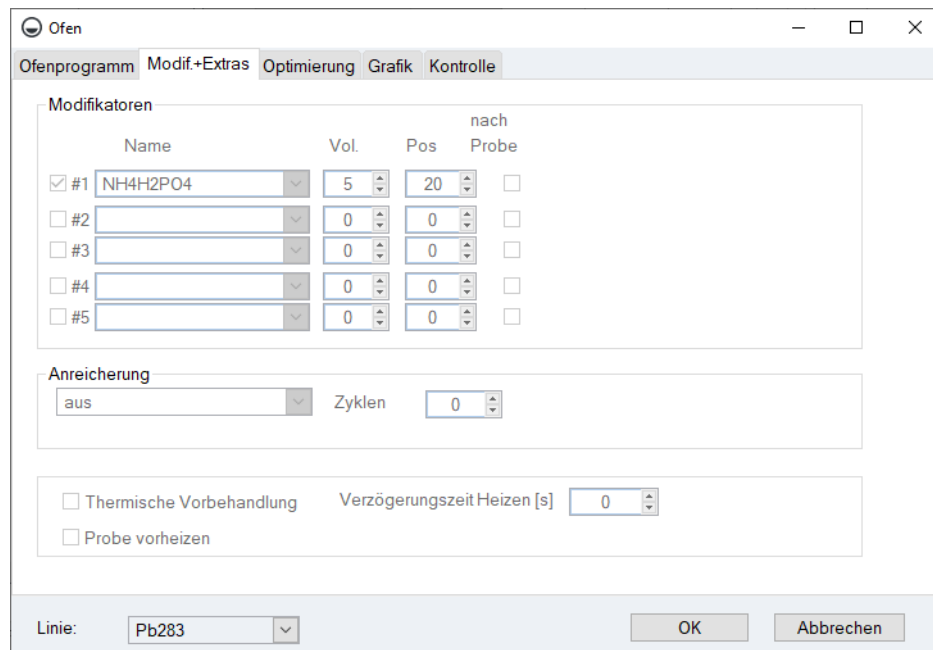 Ofen
Ofenprogramm Modif.+Extras Optimierung Grafik Kontrolle
Modifikatoren
nach
Name Vol. Pos Probe
#1 NH4H2PO4 5 20
#2 0 0
#3 0 0
#4 0 0
#5 0 0
Anreicherung
aus Zyklen 0
Thermische Vorbehandlung Verzögerungszeit Heizen [s] 0
Probe vorheizen
Linie: Pb283 OK Abbrechen